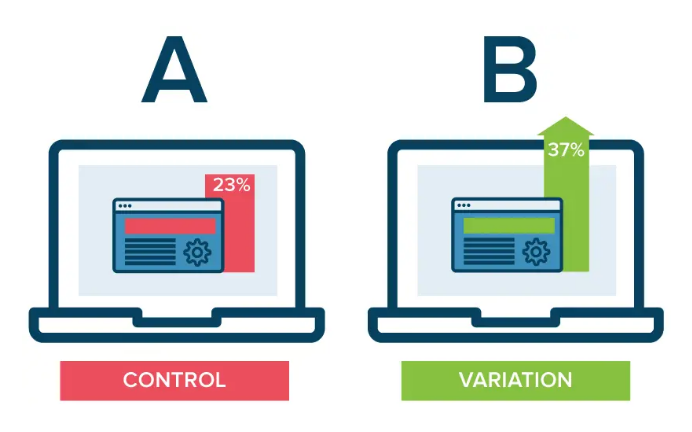 A
B
23%
37%
CONTROL
VARIATION